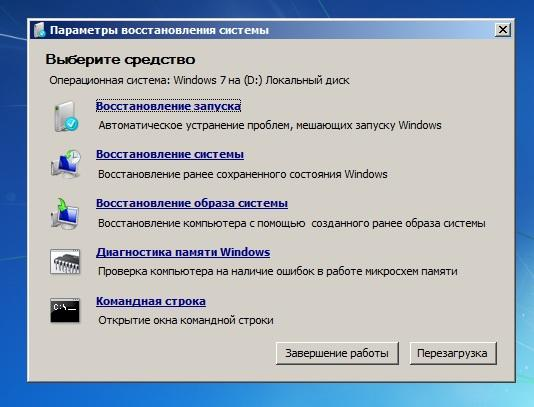 Параметры восстановления системы
Выберите средство
Операционная система: Windows 7 на (D:) Локальный диск
Восстановление запуска
Автоматическое устранение проблем, мешающих запуску Windows
Восстановление системы
Восстановление ранее сохраненного состояния Windows
Восстановление образа системы
Восстановление компьютера с помощью созданного ранее образа системы
Диагностика памяти Windows
Проверка компьютера на наличие ошибок в работе микросхем памяти
C:\
Командная строка
Открытие окна командной строки
Завершение работы
Перезагрузка